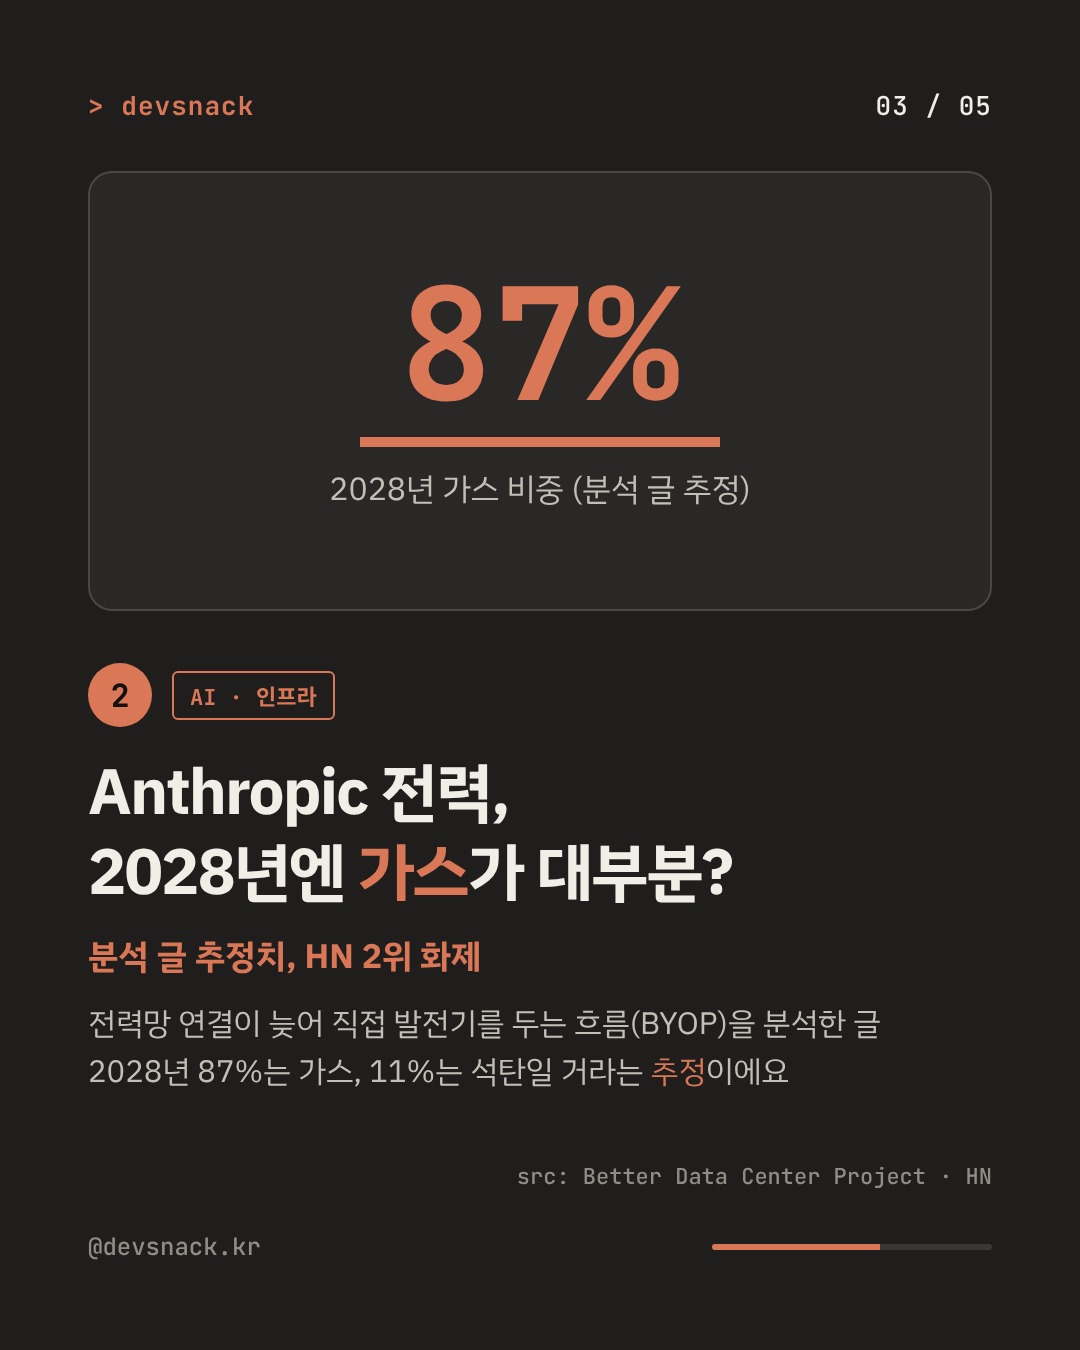 > devsnack
03 / 05
87%
2028년 가스 비중 (분석 글 추정)
2
AI · 인프라
Anthropic 전력,
2028년엔 가스가 대부분?
분석 글 추정치, HN 2위 화제
전력망 연결이 늦어 직접 발전기를 두는 흐름(BYOP)을 분석한 글
2028년 87%는 가스, 11%는 석탄일 거라는 추정이에요
src: Better Data Center Project · HN
@devsnack.kr